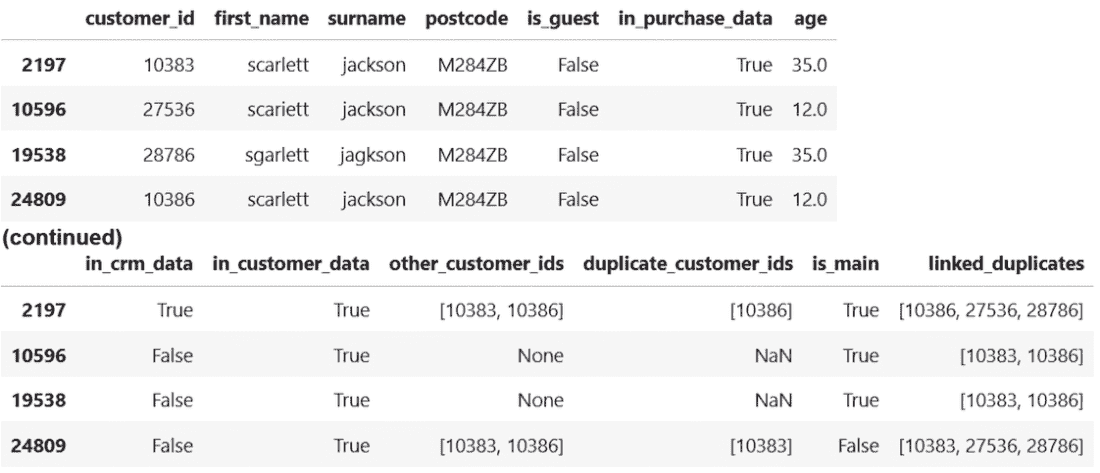 customer_id first_name surname postcode is_guest in_purchase_data age
2197 10383 scarlett jackson M284ZB False True 35.0
10596 27536 scariett jackson M284ZB False True 12.0
19538 28786 sgarlett jagkson M284ZB False True 35.0
24809 10386 scarlett jackson M284ZB False True 12.0
(continued)
in_crm_data in_customer_data other_customer_ids duplicate_customer_ids is_main linked_duplicates
2197 True True [10383, 10386] [10386] True [10386, 27536, 28786]
10596 False True None NaN True [10383, 10386]
19538 False True None NaN True [10383, 10386]
24809 False True [10383, 10386] [10383] False [10383, 27536, 28786]